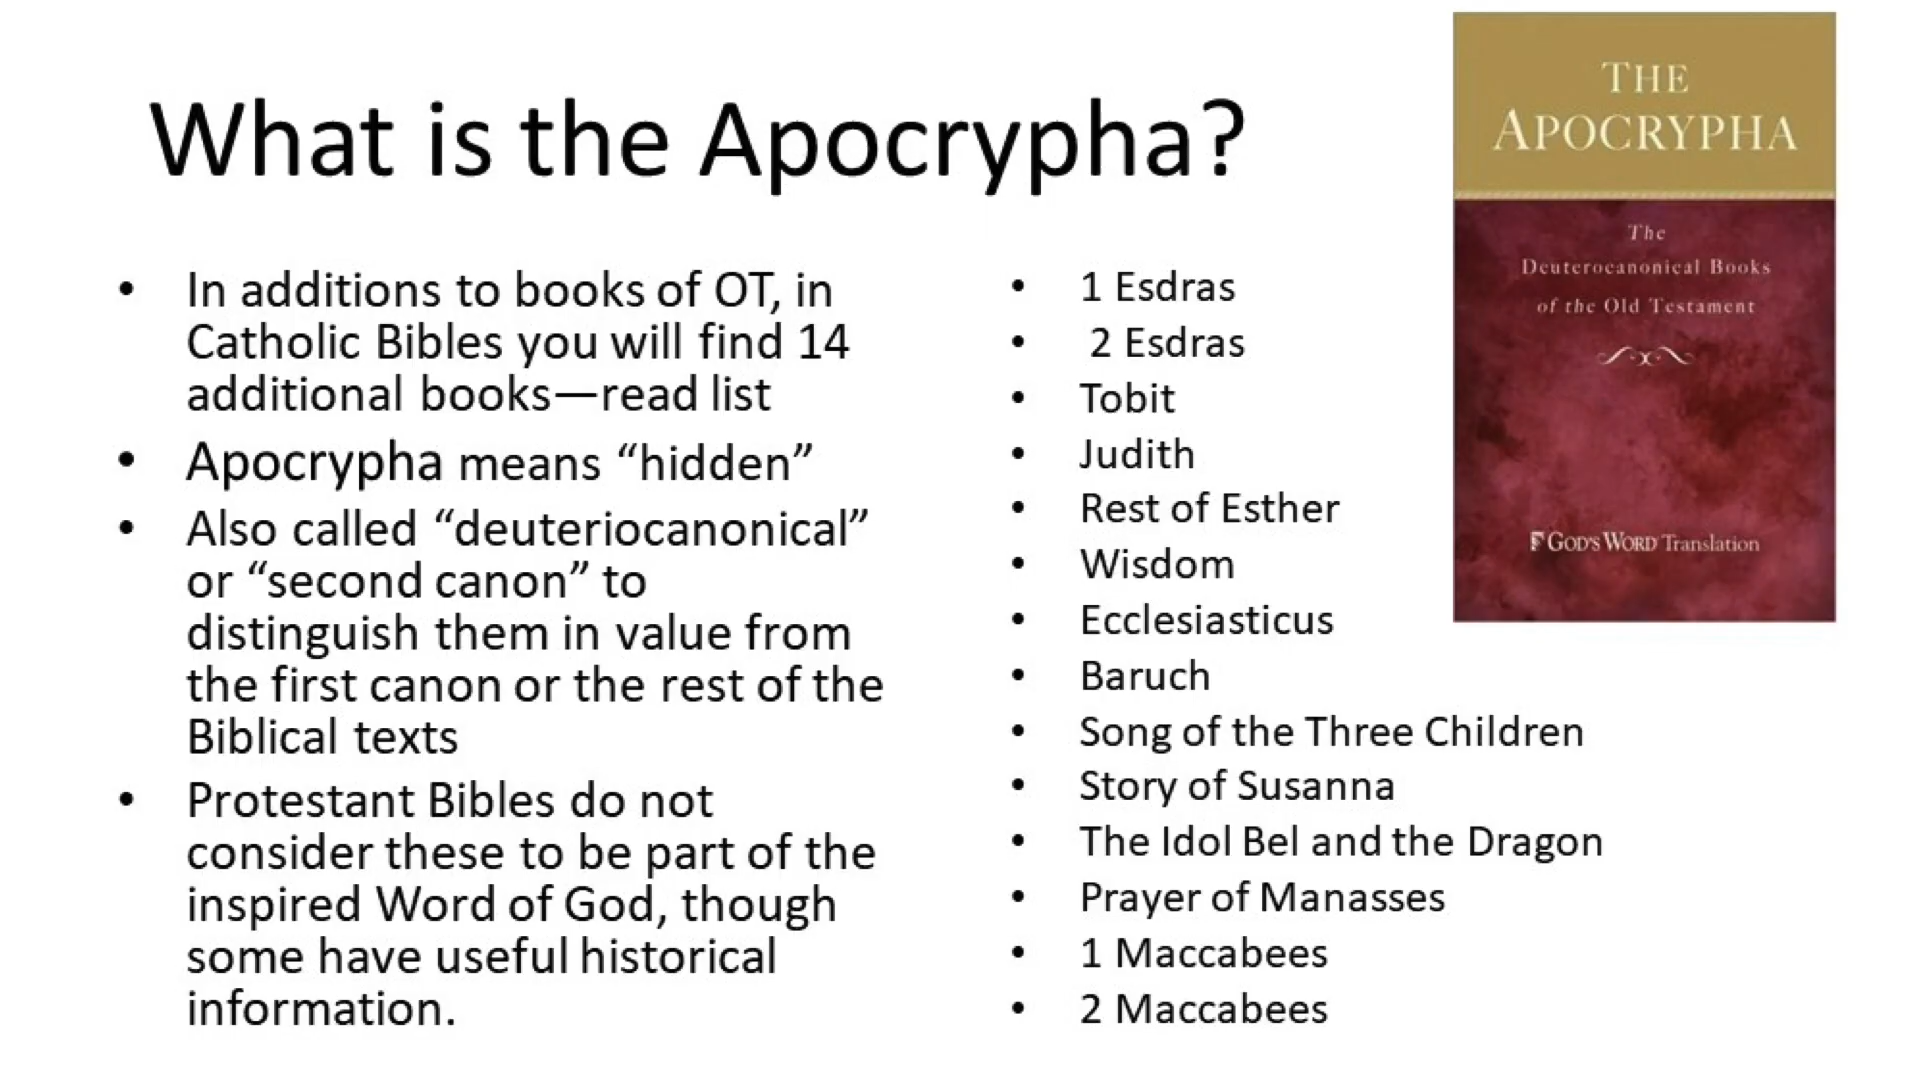 What is the Apocrypha?
• In additions to books of OT, in
Catholic Bibles you will find 14
additional books—read list
• Apocrypha means “hidden”
• Also called “deuteriocanonical”
or “second canon” to
distinguish them in value from
the first canon or the rest of the
Biblical texts
• Protestant Bibles do not
consider these to be part of the
inspired Word of God, though
some have useful historical
information.
• 1 Esdras
• 2 Esdras
• Tobit
• Judith
• Rest of Esther
• Wisdom
• Ecclesiasticus
• Baruch
• Song of the Three Children
• Story of Susanna
• The Idol Bel and the Dragon
• Prayer of Manasses
• 1 Maccabees
• 2 Maccabees
THE
APOCRYPHA
The
Deuterocanonical Books
of the Old Testament
GOD'S WORD Translation